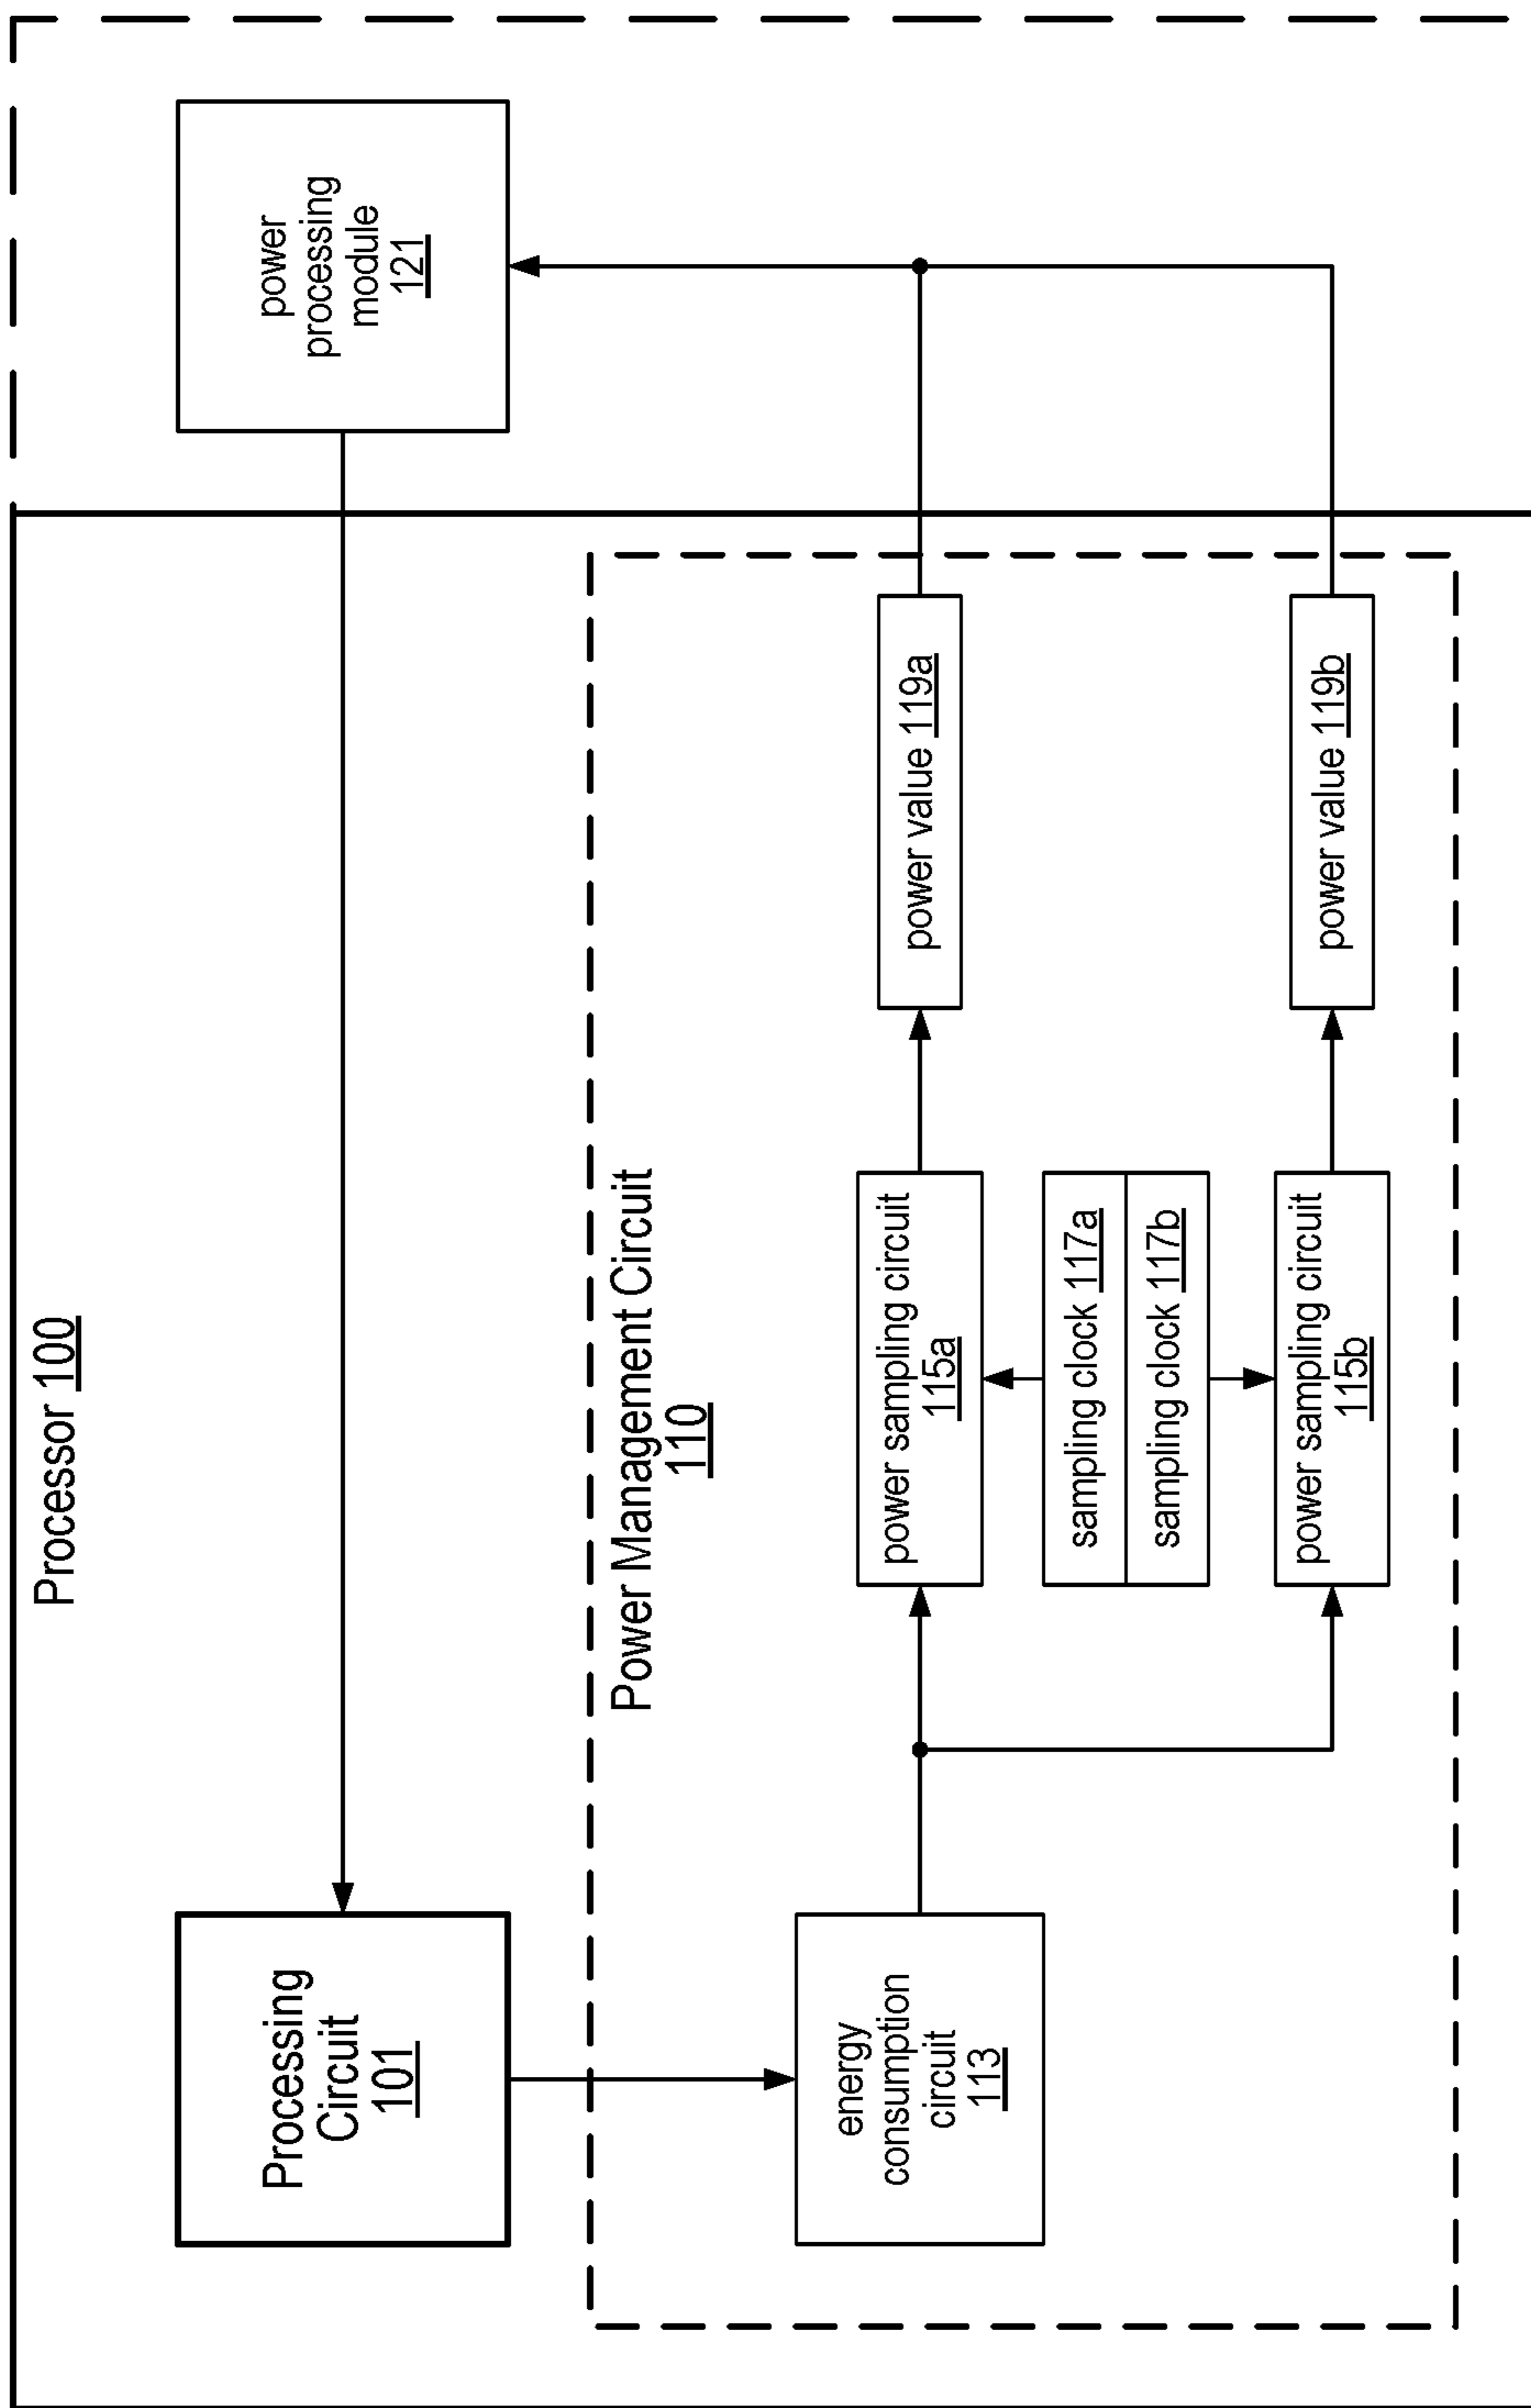 Processor 100
Processing
Circuit
101
power
processing
module
121
Power Management Circuit
110
energy
consumption
circuit
113
power sampling circuit
115a
power value 119a
sampling clock 117a
sampling clock 117b
power sampling circuit
115b
power value 119b